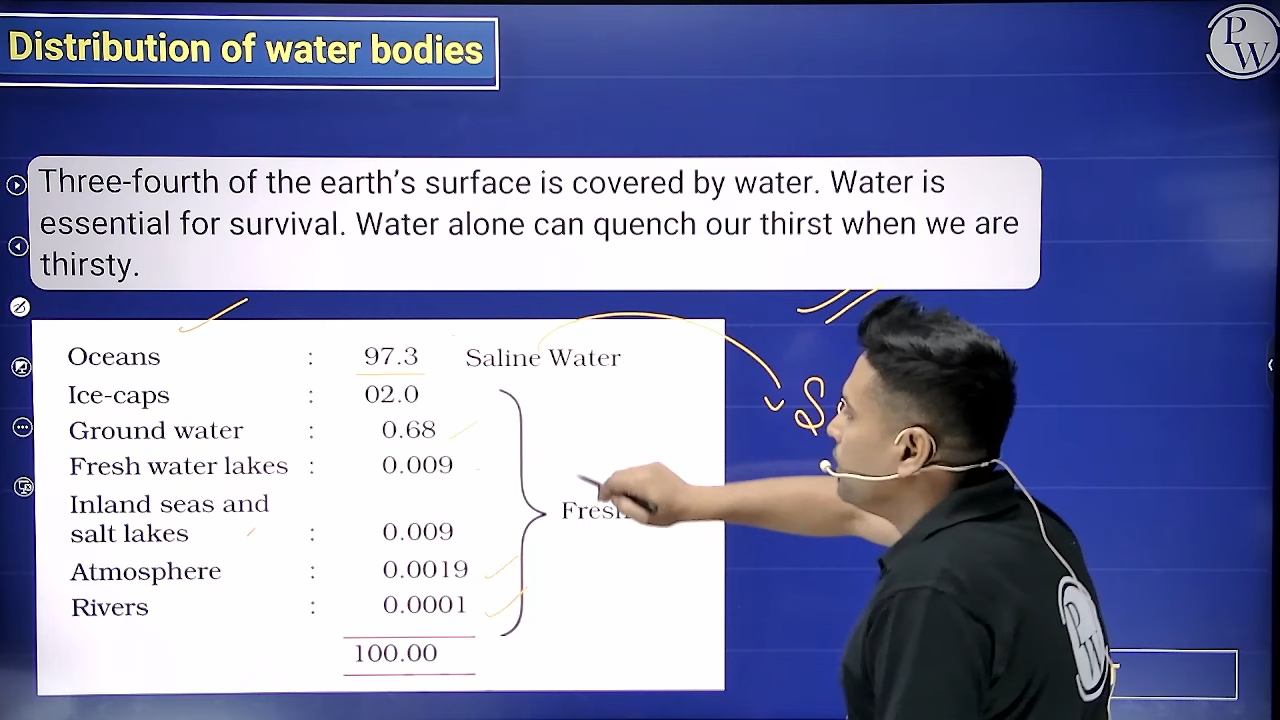 Distribution of water bodies
PW
Three-fourth of the earth's surface is covered by water. Water is
essential for survival. Water alone can quench our thirst when we are
thirsty.
Oceans : 97.3 Saline Water
Ice-caps : 02.0
Ground water : 0.68
Fresh water lakes : 0.009
Inland seas and
salt lakes : 0.009
Atmosphere : 0.0019
Rivers : 0.0001
100.00
PW